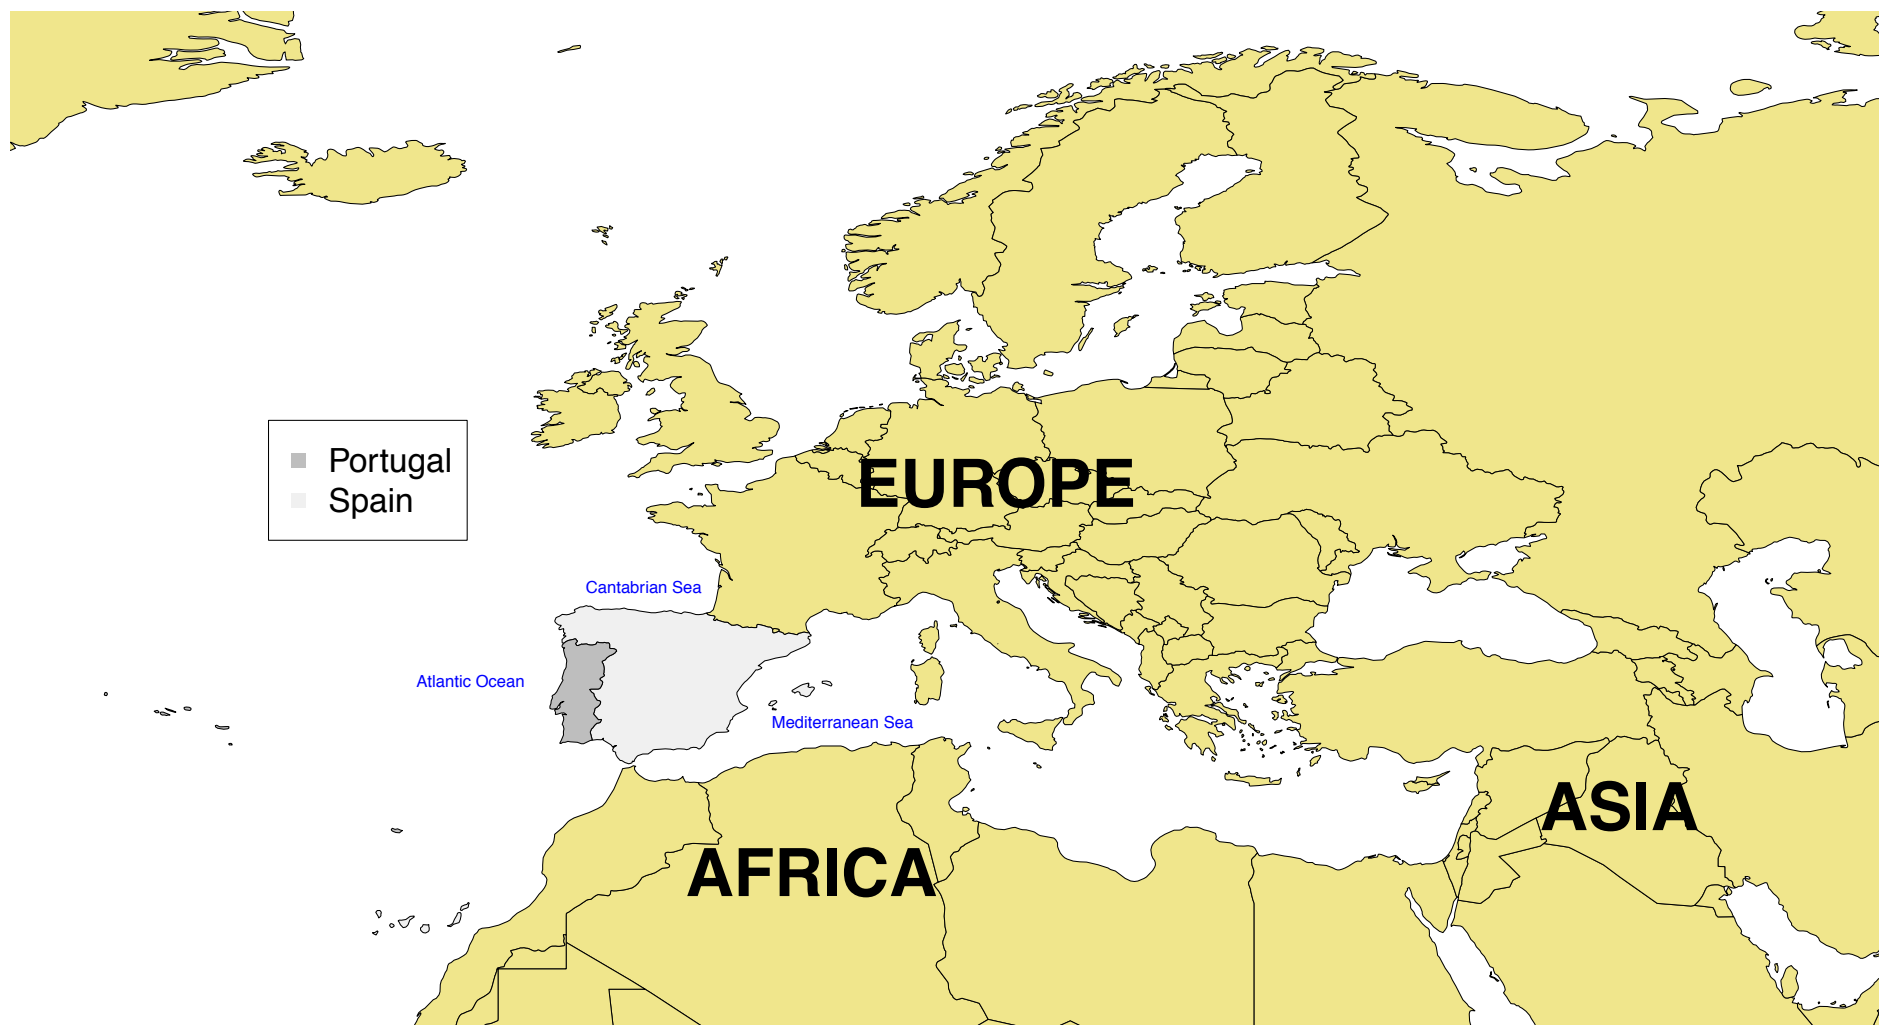 Portugal
Spain
EUROPE
Cantabrian Sea
Atlantic Ocean
Mediterranean Sea
ASIA
AFRICA